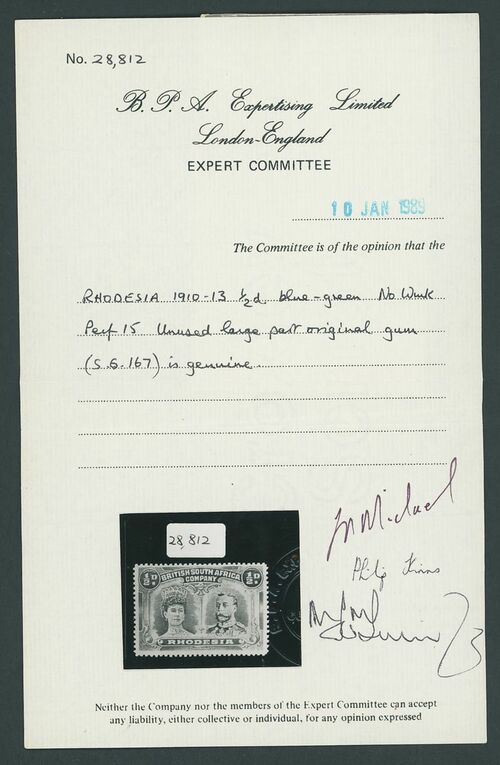 No. 28,812
B. P. A. Expertising Limited
London-England
EXPERT COMMITTEE
10 JAN 1989
The Committee is of the opinion that the
RHODESIA 1910-13 ½d. blue-green No Wmk
Perf 15 Unused large part original gum
(S.G. 167) is genuine.
28,812
½d
BRITISH SOUTH AFRICA
COMPANY
½d
RHODESIA
Neither the Company nor the members of the Expert Committee can accept
any liability, either collective or individual, for any opinion expressed